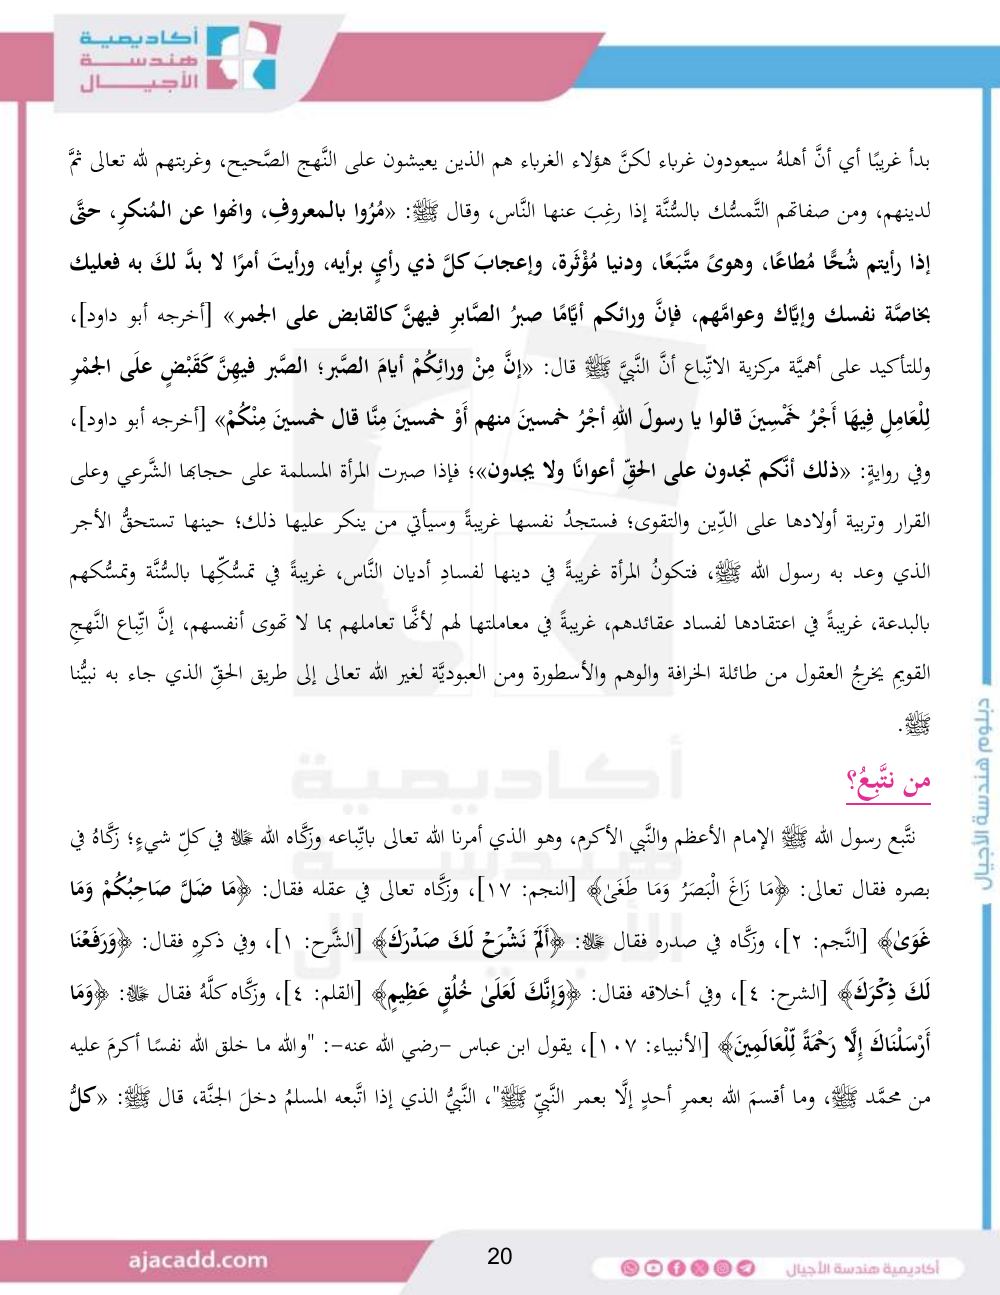 أكاديمية
هندسة
الأجيال
بدأ غريبًا أي أنَّ أهلهُ سيعودون غرباء لكنَّ هؤلاء الغرباء هم الذين يعيشون على النَّهج الصَّحيح، وغربتهم لله تعالى ثمَّ
لدينهم، ومن صفاتهم التَّمسُّك بالسُّنَّة إذا رغِبَ عنها النَّاس، وقال ﷺ: «مُرُوا بالمعروفِ، وانهوا عن المُنكرِ، حتَّى
إذا رأيتم شُحًّا مُطاعًا، وهوىً متَّبَعًا، ودنيا مُؤْثَرة، وإعجابَ كلَّ ذي رأيٍ برأيه، ورأيتَ أمرًا لا بدَّ لكَ به فعليك
بخاصَّة نفسك وإيَّاك وعوامَّهم، فإنَّ ورائكم أيَّامًا صبرُ الصَّابرِ فيهنَّ كالقابض على الجمر» [أخرجه أبو داود]،
وللتأكيد على أهميَّة مركزية الاتِّباع أنَّ النَّبيَّ ﷺ قال: «إنَّ مِنْ ورائِكُمْ أيامَ الصَّبر؛ الصَّبر فيهِنَّ كَقَبْضٍ علَى الجَمْرِ
لِلْعَامِلِ فِيهَا أَجْرُ خَمْسِينَ قالوا يا رسولَ اللهِ أجْرُ خمسينَ منهم أَوْ خمسينَ مِنَّا قال خمسينَ مِنْكُمْ» [أخرجه أبو داود]،
وفي روايةٍ: «ذلك أنَّكم تجدون على الحقِّ أعوانًا ولا يجدون»؛ فإذا صبرت المرأة المسلمة على حجابها الشَّرعي وعلى
القرار وتربية أولادها على الدِّين والتقوى؛ فستجدُ نفسها غريبةً وسيأتي من ينكر عليها ذلك؛ حينها تستحقُّ الأجر
الذي وعد به رسول الله ﷺ، فتكونُ المرأة غريبةً في دينها لفسادِ أديان النَّاس، غريبةً في تمسُّكِّها بالسُّنَّة وتمسُّكهم
بالبدعة، غريبةً في اعتقادها لفساد عقائدهم، غريبةً في معاملتها لهم لأنَّها تعاملهم بما لا تهوى أنفسهم، إنَّ اتِّباع النَّهجِ
القويمِ يخرجُ العقول من طائلة الخرافة والوهم والأسطورة ومن العبوديَّة لغير الله تعالى إلى طريق الحقِّ الذي جاء به نبيُّنا
ﷺ.
من نتَّبِعُ؟
نتَّبع رسول الله ﷺ الإمام الأعظم والنَّبي الأكرم، وهو الذي أمرنا الله تعالى باتِّباعه وزكَّاه الله ﷻ في كلِّ شيءٍ؛ زكَّاهُ في
بصره فقال تعالى: ﴿مَا زَاغَ الْبَصَرُ وَمَا طَغَىٰ﴾ [النجم: ١٧]، وزكَّاه تعالى في عقله فقال: ﴿مَا ضَلَّ صَاحِبُكُمْ وَمَا
غَوَىٰ﴾ [النَّجم: ٢]، وزكَّاه في صدره فقال ﷻ: ﴿أَلَمْ نَشْرَحْ لَكَ صَدْرَكَ﴾ [الشَّرح: ١]، وفي ذكرِهِ فقال: ﴿وَرَفَعْنَا
لَكَ ذِكْرَكَ﴾ [الشرح: ٤]، وفي أخلاقه فقال: ﴿وَإِنَّكَ لَعَلَىٰ خُلُقٍ عَظِيمٍ﴾ [القلم: ٤]، وزكَّاه كلَّهُ فقال ﷻ: ﴿وَمَا
أَرْسَلْنَاكَ إِلَّا رَحْمَةً لِّلْعَالَمِينَ﴾ [الأنبياء: ١٠٧]، يقول ابن عباس –رضي الله عنه–: "والله ما خلق الله نفسًا أكرمَ عليه
من محمَّد ﷺ، وما أقسمَ الله بعمرِ أحدٍ إلَّا بعمر النَّبيِّ ﷺ"، النَّبيُّ الذي إذا اتَّبعه المسلمُ دخلَ الجنَّة، قال ﷺ: «كلُّ
دبلوم هندسة الأجيال
ajacadd.com
20
أكاديمية هندسة الأجيال